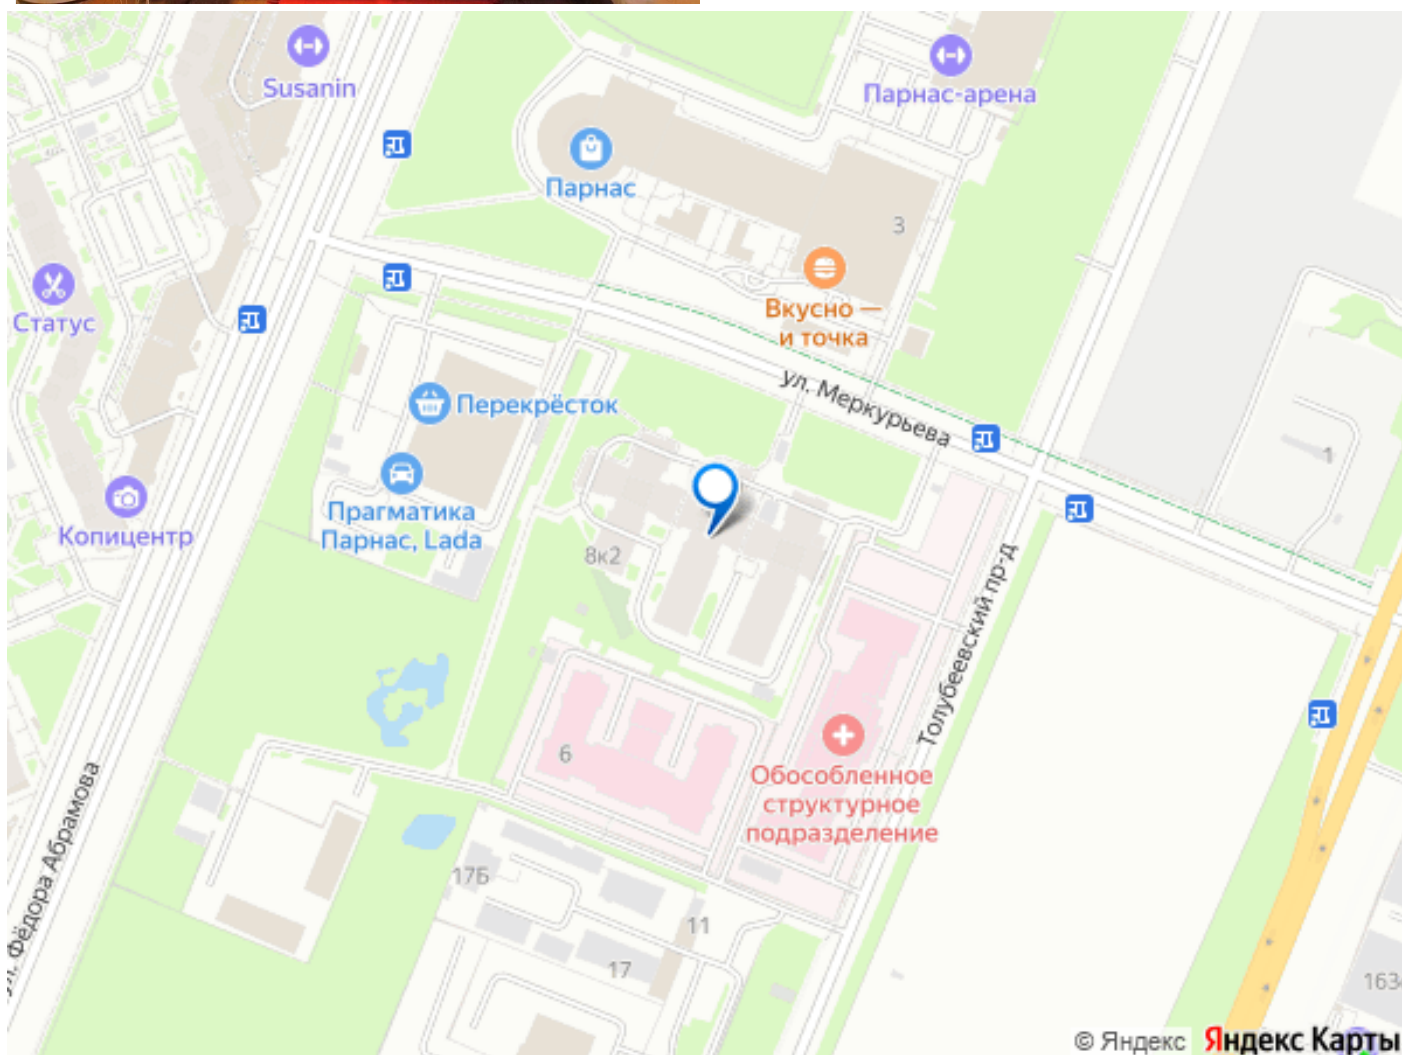 Susanin
Парнас-арена
Парнас
3
Вкусно —
и точка
Статус
ул. Меркурьева
Перекрёсток
1
Прагматика
Парнас, Lada
Копицентр
8к2
Толубеевский пр-д
6
Обособленное
структурное
подразделение
ул. Фёдора Абрамова
17Б
11
17
163
© Яндекс Яндекс Карты